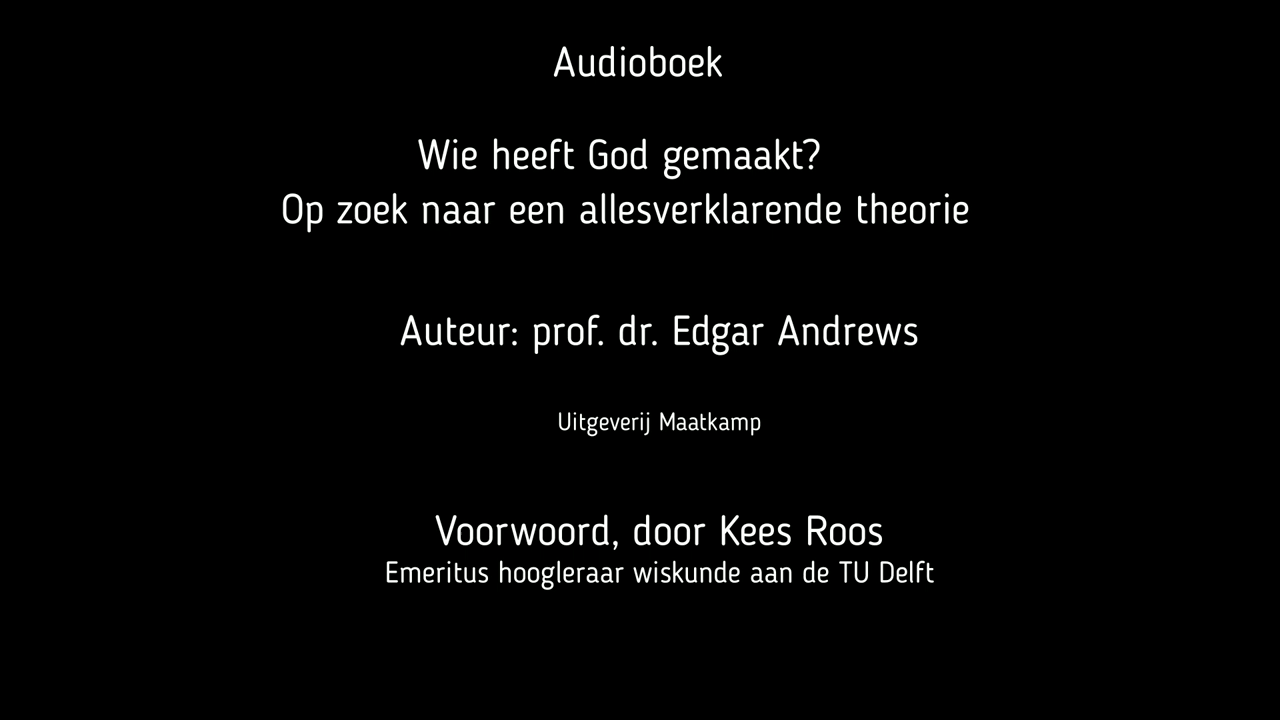 Audioboek
Wie heeft God gemaakt?
Op zoek naar een allesverklarende theorie
Auteur: prof. dr. Edgar Andrews
Uitgeverij Maatkamp
Voorwoord, door Kees Roos
Emeritus hoogleraar wiskunde aan de TU Delft